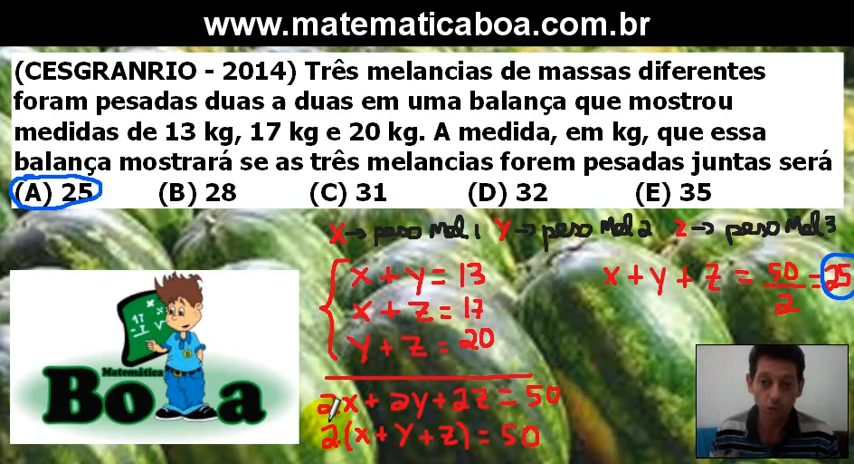 www.matematicaboa.com.br
(CESGRANRIO - 2014) Três melancias de massas diferentes
foram pesadas duas a duas em uma balança que mostrou
medidas de 13 kg, 17 kg e 20 kg. A medida, em kg, que essa
balança mostrará se as três melancias forem pesadas juntas será
(A) 25 (B) 28 (C) 31 (D) 32 (E) 35
x → peso Mel 1 y → peso Mel 2 z → peso Mel 3
x + y = 13
x + z = 17
y + z = 20
2x + 2y + 2z = 50
2(x + y + z) = 50
x + y + z = 50/2 = 25
Matemática
Boa